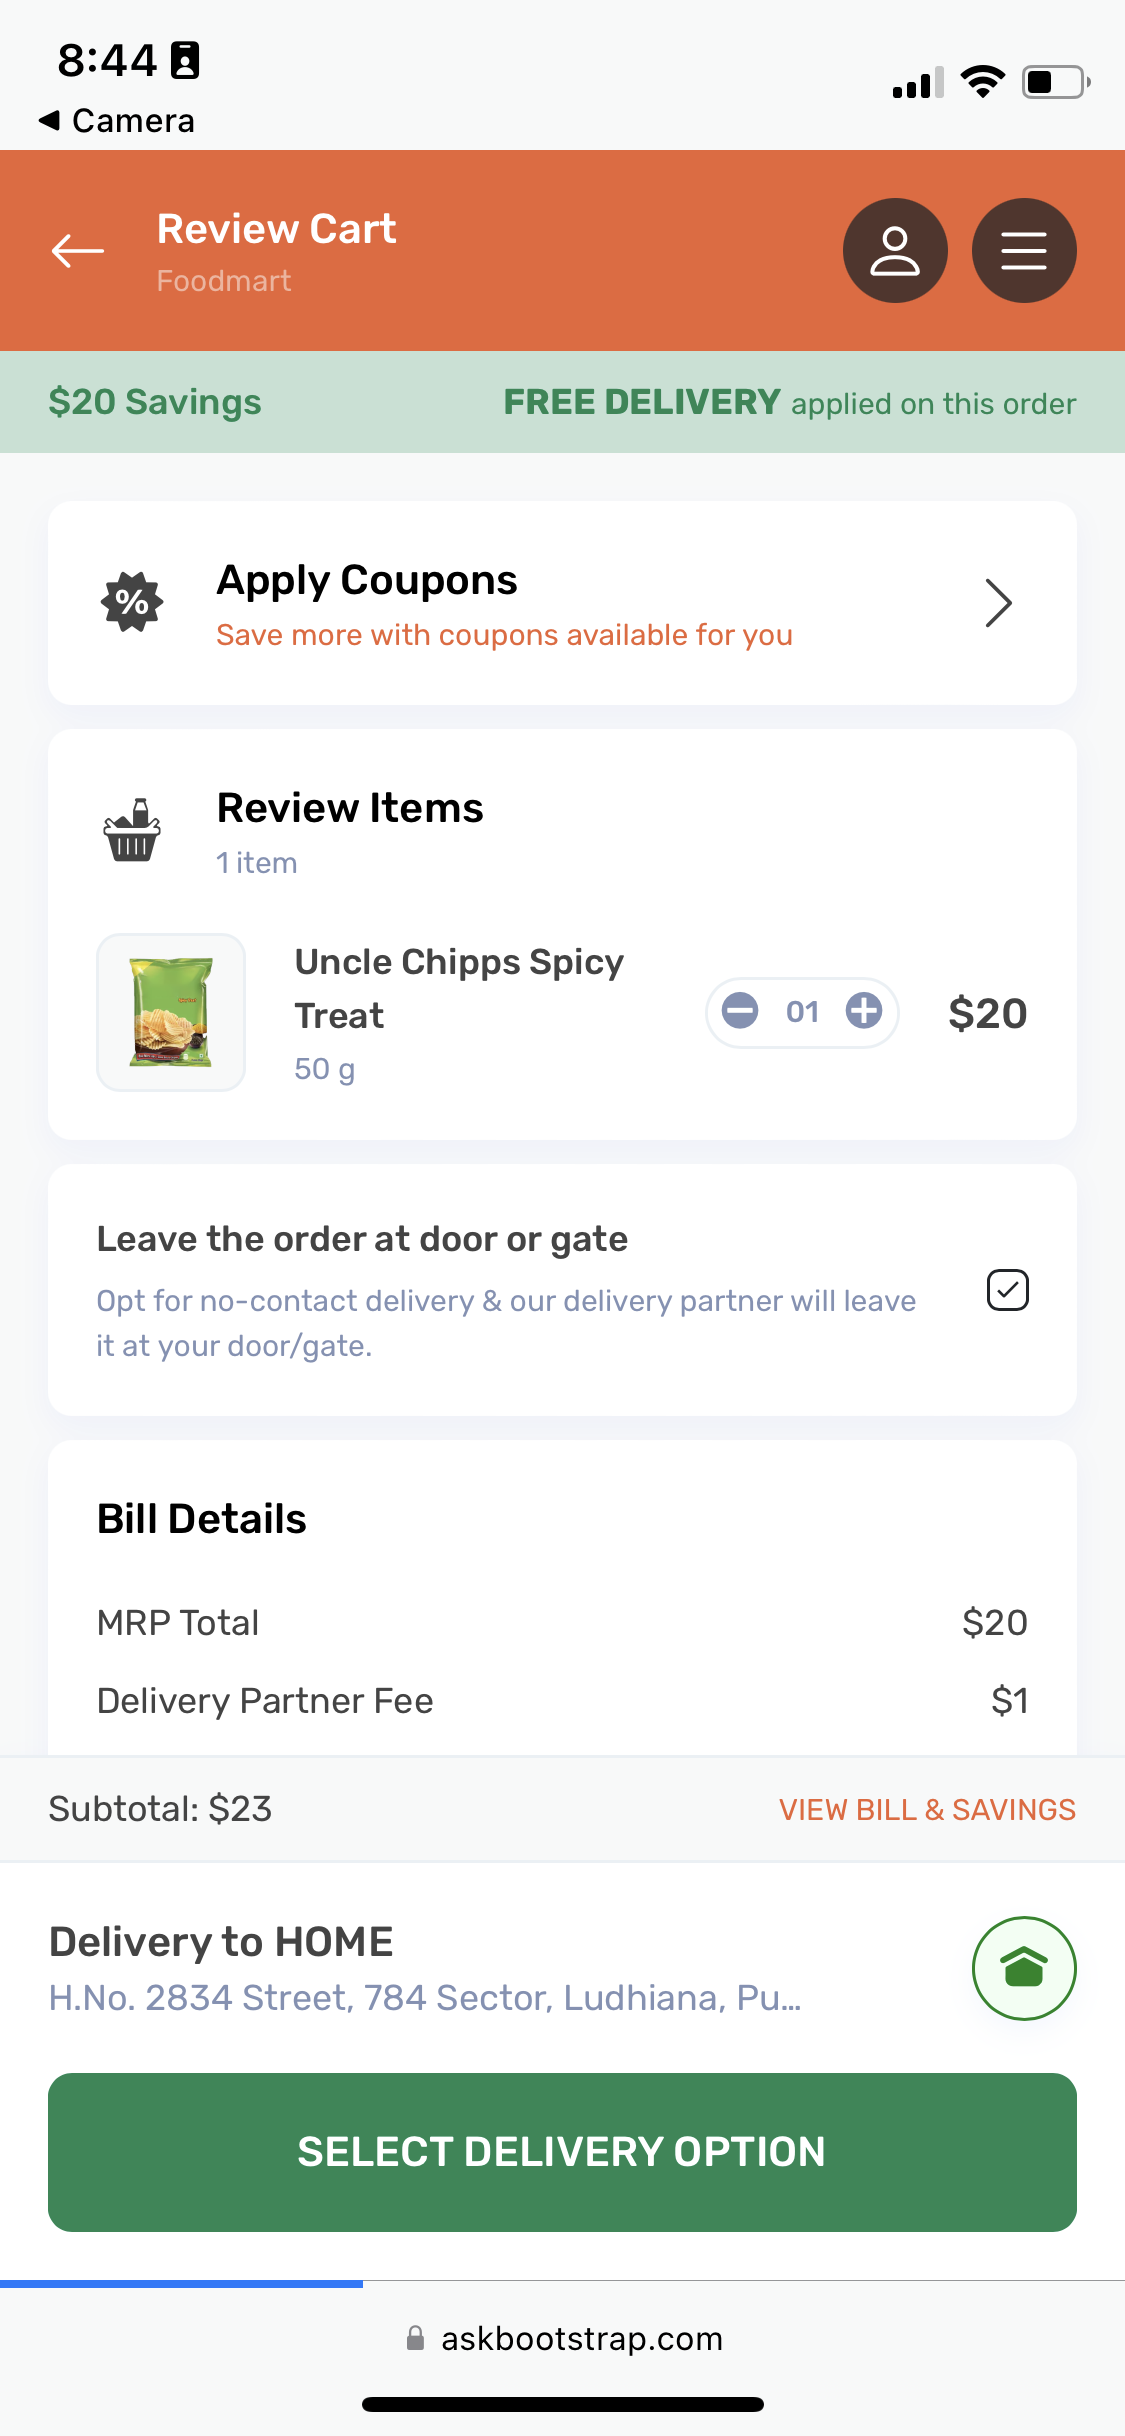 8:44
Camera
Review Cart
Foodmart
$20 Savings
FREE DELIVERY applied on this order
%
Apply Coupons
Save more with coupons available for you
Review Items
1 item
Uncle Chipps Spicy
Treat
50 g
01
$20
Leave the order at door or gate
Opt for no-contact delivery & our delivery partner will leave
it at your door/gate.
Bill Details
MRP Total $20
Delivery Partner Fee $1
Subtotal: $23
VIEW BILL & SAVINGS
Delivery to HOME
H.No. 2834 Street, 784 Sector, Ludhiana, Pu...
SELECT DELIVERY OPTION
askbootstrap.com